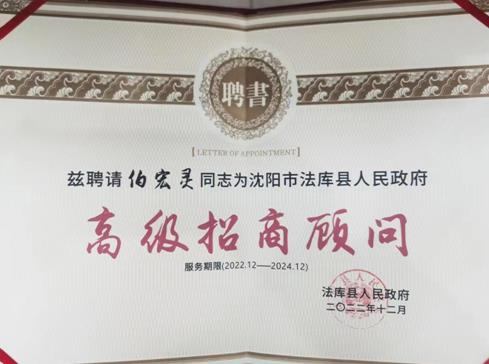 聘書
【LETTER OF APPOINTMENT】
兹聘请伯宏灵同志为沈阳市法库县人民政府
高级招商顾问
服务期限(2022.12——2024.12)
法库县人民政府
二〇二二年十二月